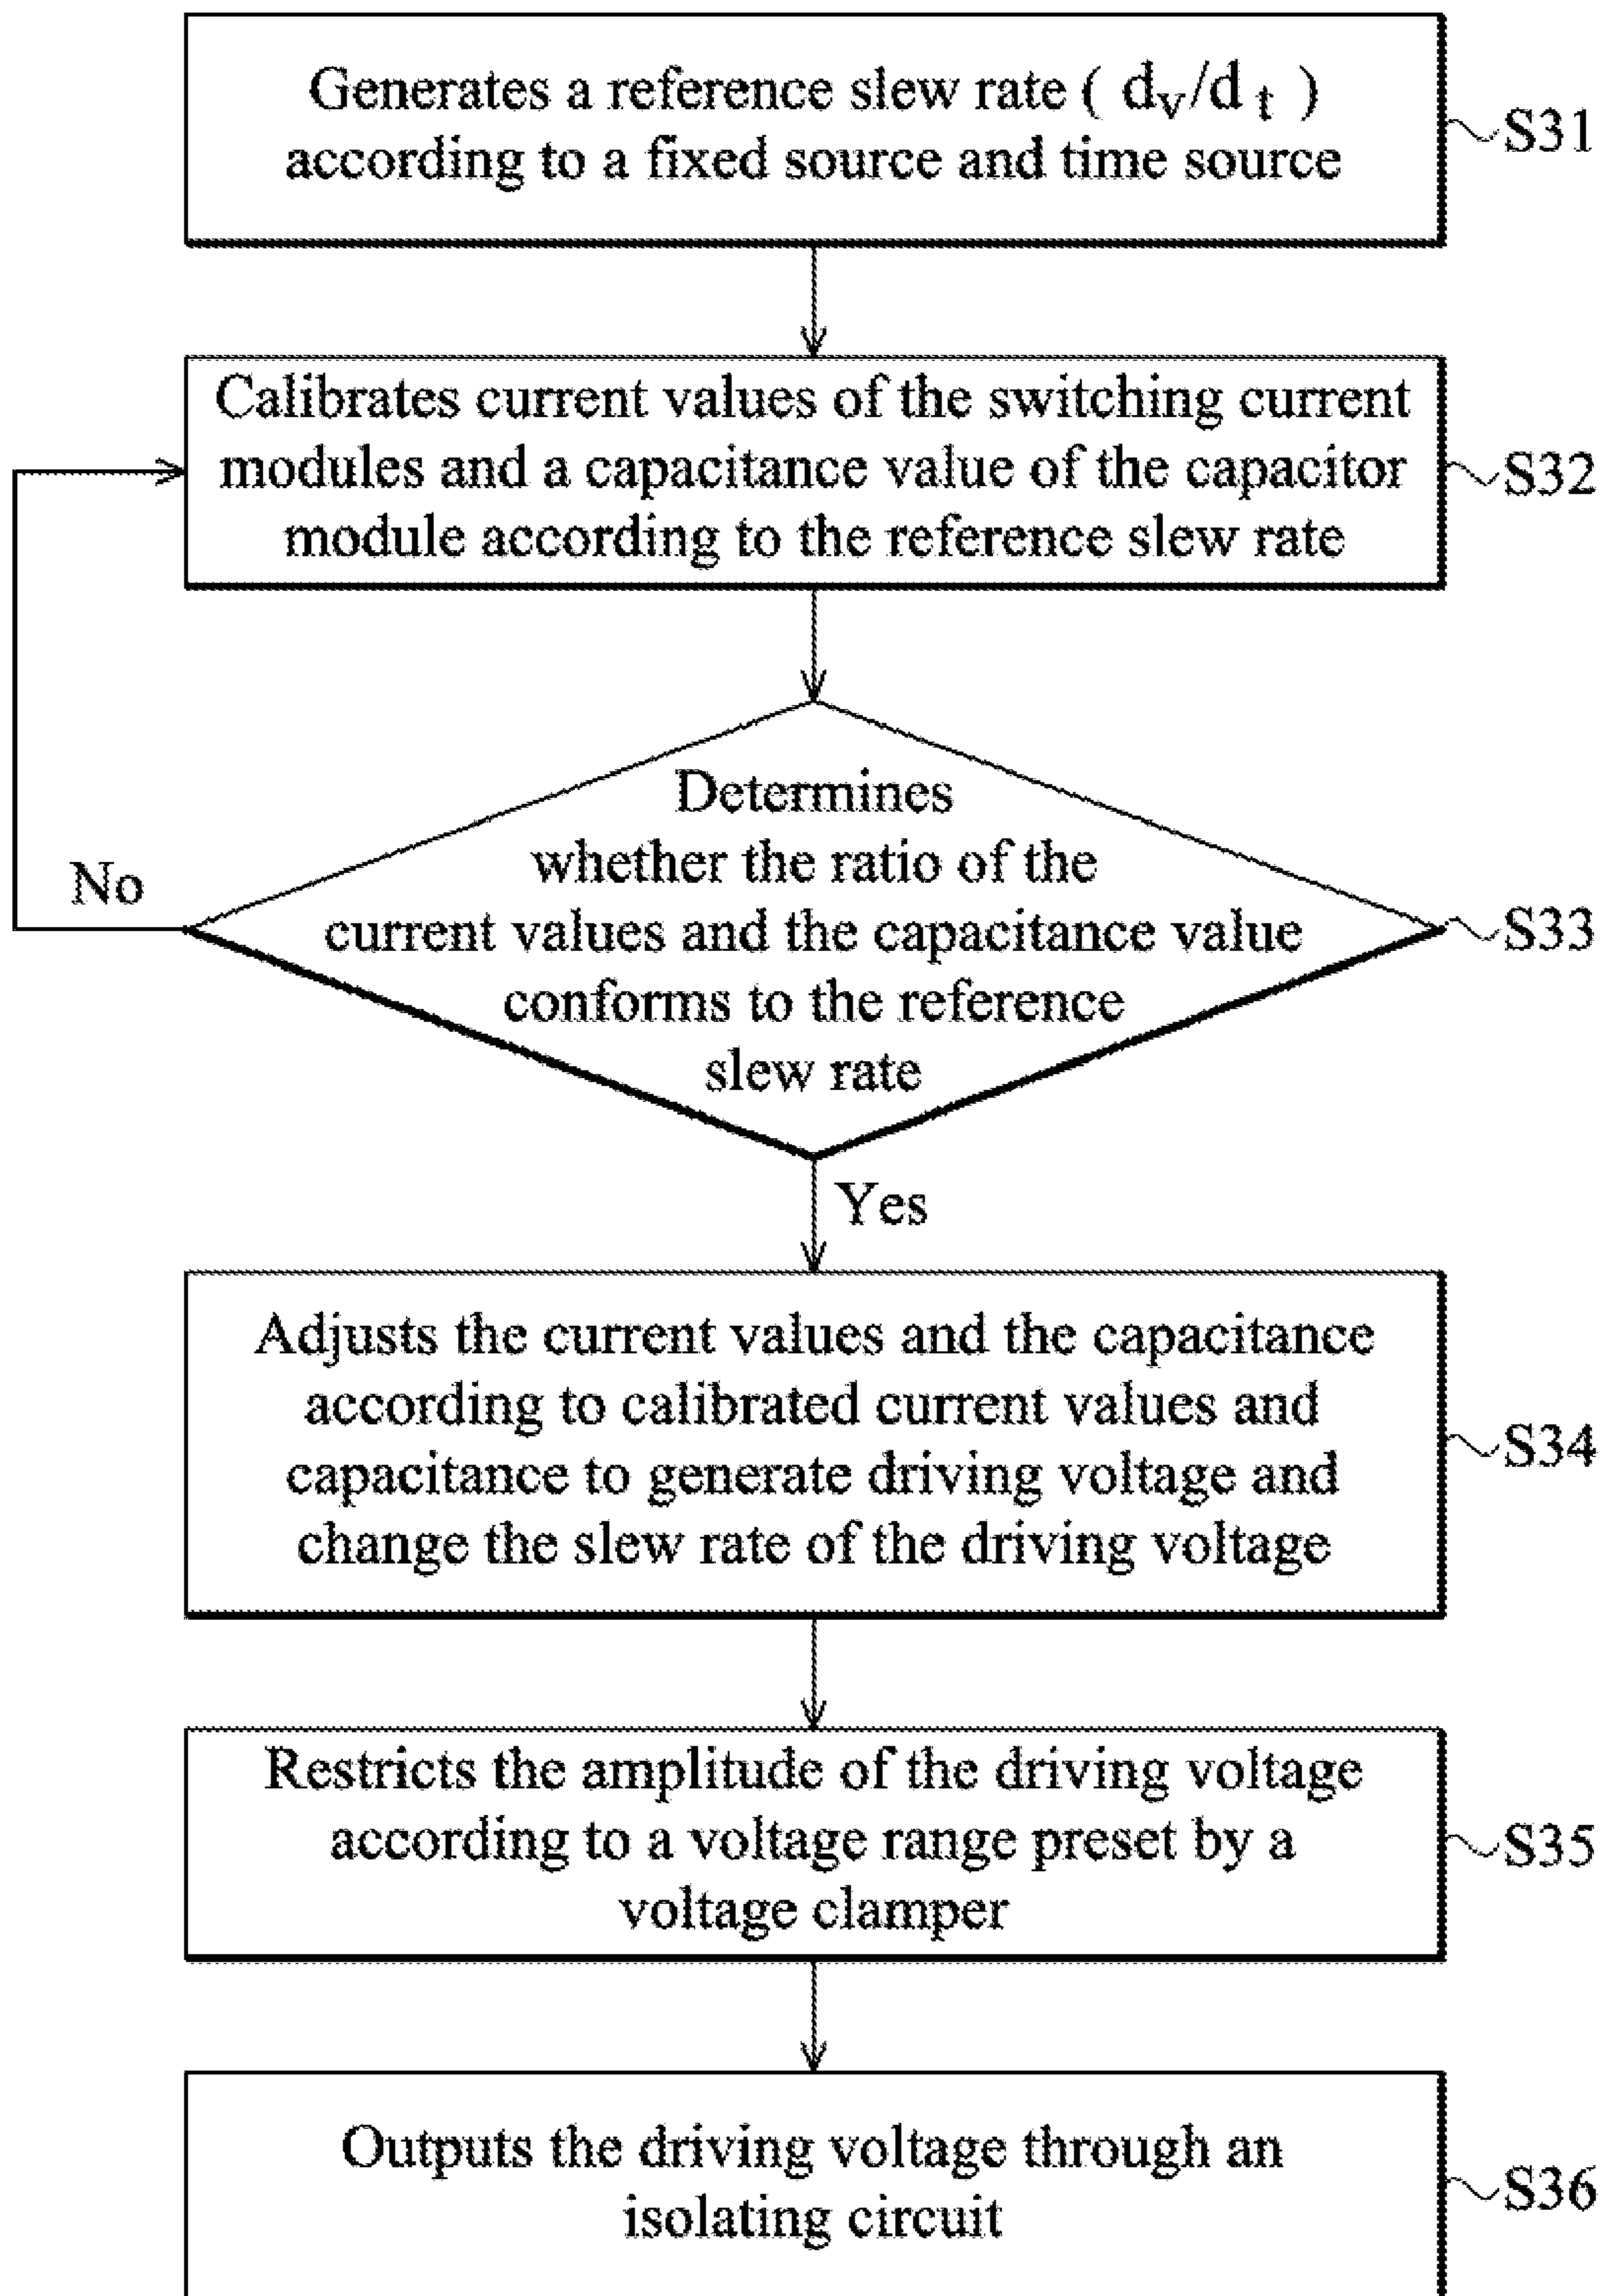 Generates a reference slew rate ( dv/d t )
according to a fixed source and time source
S31
Calibrates current values of the switching current
modules and a capacitance value of the capacitor
module according to the reference slew rate
S32
Determines
whether the ratio of the
current values and the capacitance value
conforms to the reference
slew rate
S33
No
Yes
Adjusts the current values and the capacitance
according to calibrated current values and
capacitance to generate driving voltage and
change the slew rate of the driving voltage
S34
Restricts the amplitude of the driving voltage
according to a voltage range preset by a
voltage clamper
S35
Outputs the driving voltage through an
isolating circuit
S36